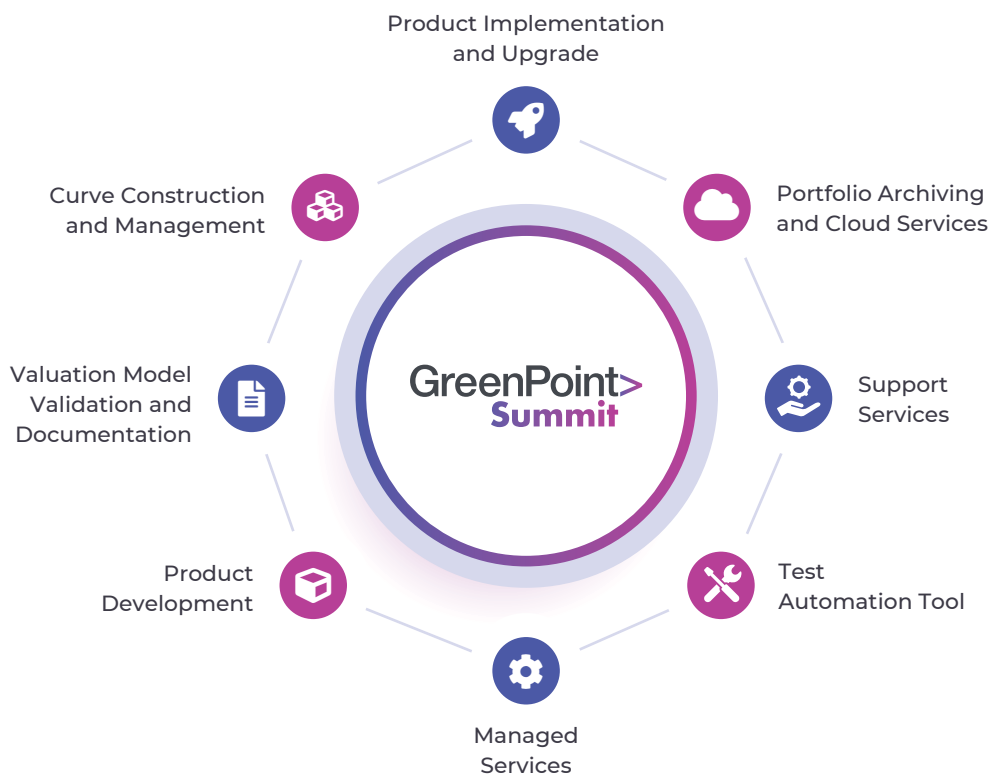 Product Implementation
and Upgrade
Portfolio Archiving
and Cloud Services
Support
Services
Test
Automation Tool
Managed
Services
Product
Development
Valuation Model
Validation and
Documentation
Curve Construction
and Management
GreenPoint>
Summit